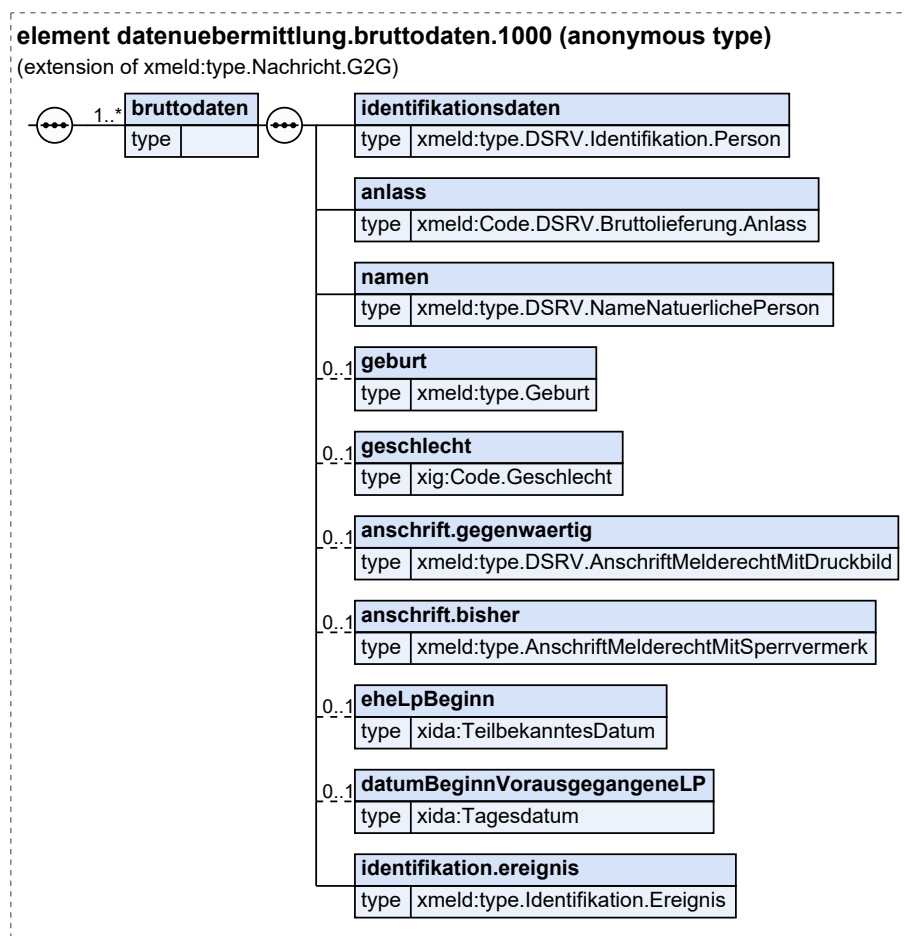 element datenuebermittlung.bruttodaten.1000 (anonymous type)
(extension of xmeld:type.Nachricht.G2G)
1..* bruttodaten
type
identifikationsdaten
type xmeld:type.DSRV.Identifikation.Person
anlass
type xmeld:Code.DSRV.Bruttolieferung.Anlass
namen
type xmeld:type.DSRV.NameNatuerlichePerson
0..1 geburt
type xmeld:type.Geburt
0..1 geschlecht
type xig:Code.Geschlecht
0..1 anschrift.gegenwaertig
type xmeld:type.DSRV.AnschriftMelderechtMitDruckbild
0..1 anschrift.bisher
type xmeld:type.AnschriftMelderechtMitSperrvermerk
0..1 eheLpBeginn
type xida:TeilbekanntesDatum
0..1 datumBeginnVorausgegangeneLP
type xida:Tagesdatum
identifikation.ereignis
type xmeld:type.Identifikation.Ereignis